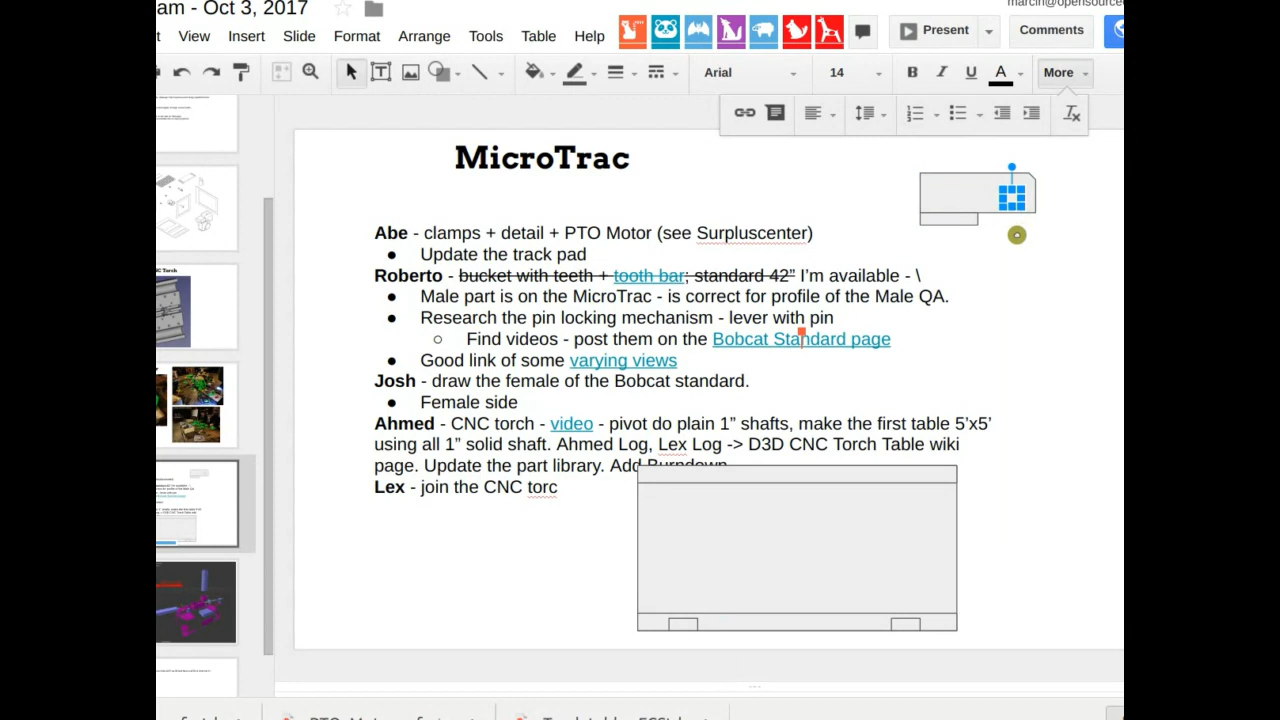 am - Oct 3, 2017
marcin@opensource
View Insert Slide Format Arrange Tools Table Help
Present
Comments
Arial
14
B I U A
More
MicroTrac
Abe - clamps + detail + PTO Motor (see Surpluscenter)
● Update the track pad
Roberto - bucket with teeth + tooth bar; standard 42” I’m available - \
● Male part is on the MicroTrac - is correct for profile of the Male QA.
● Research the pin locking mechanism - lever with pin
○ Find videos - post them on the Bobcat Standard page
● Good link of some varying views
Josh - draw the female of the Bobcat standard.
● Female side
Ahmed - CNC torch - video - pivot do plain 1” shafts, make the first table 5’x5’
using all 1” solid shaft. Ahmed Log, Lex Log -> D3D CNC Torch Table wiki
page. Update the part library. Add Burndown
Lex - join the CNC torc